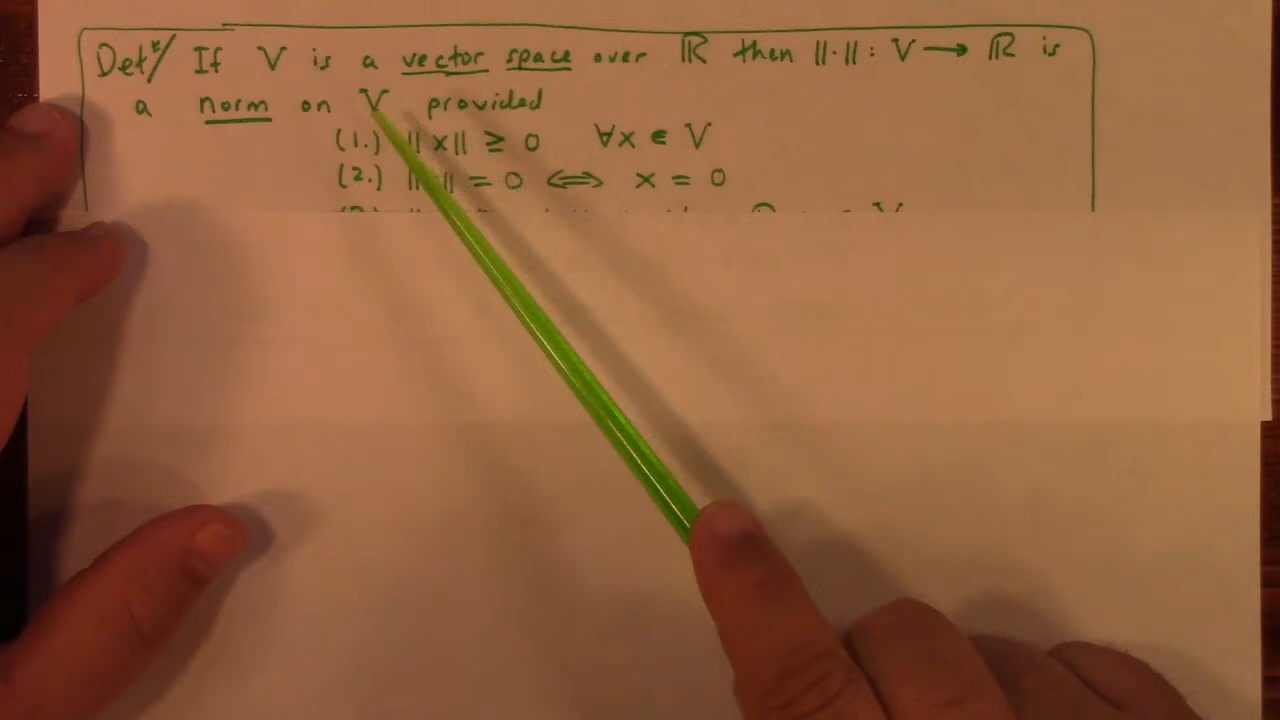 Defⁿ/ If V is a vector space over ℝ then ||·|| : V ⟶ ℝ is
a norm on V provided
(1.) ||x|| ≥ 0 ∀x ∈ V
(2.) || || = 0 ⟺ x = 0